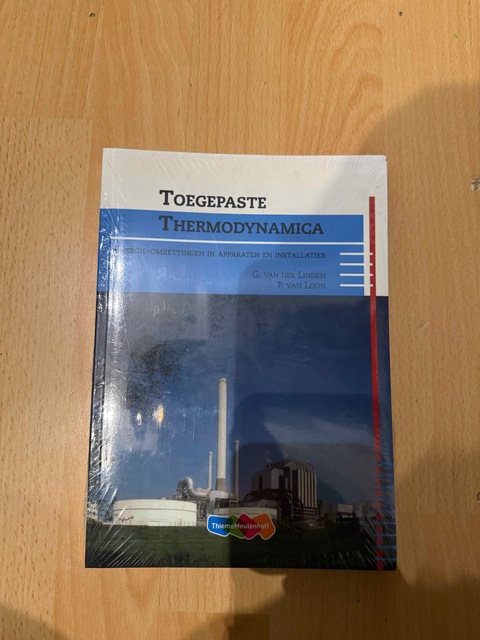 Toegepaste
Thermodynamica
Energie-omzettingen in apparaten en installaties
G. van der Linden
P. van Loon
ThiemeMeulenhoff